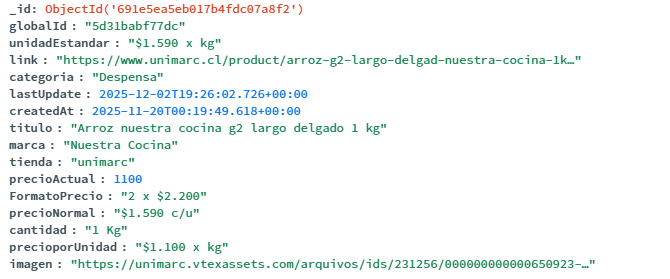 _id: ObjectId('691e5ea5eb017b4fdc07a8f2')
globalId : "5d31babf77dc"
unidadEstandar : "$1.590 x kg"
link : "https://www.unimarc.cl/product/arroz-g2-largo-delgad-nuestra-cocina-1k…"
categoria : "Despensa"
lastUpdate : 2025-12-02T19:26:02.726+00:00
createdAt : 2025-11-20T00:19:49.618+00:00
titulo : "Arroz nuestra cocina g2 largo delgado 1 kg"
marca : "Nuestra Cocina"
tienda : "unimarc"
precioActual : 1100
FormatoPrecio : "2 x $2.200"
precioNormal : "$1.590 c/u"
cantidad : "1 Kg"
precioporUnidad : "$1.100 x kg"
imagen : "https://unimarc.vtexassets.com/arquivos/ids/231256/000000000000650923-…"